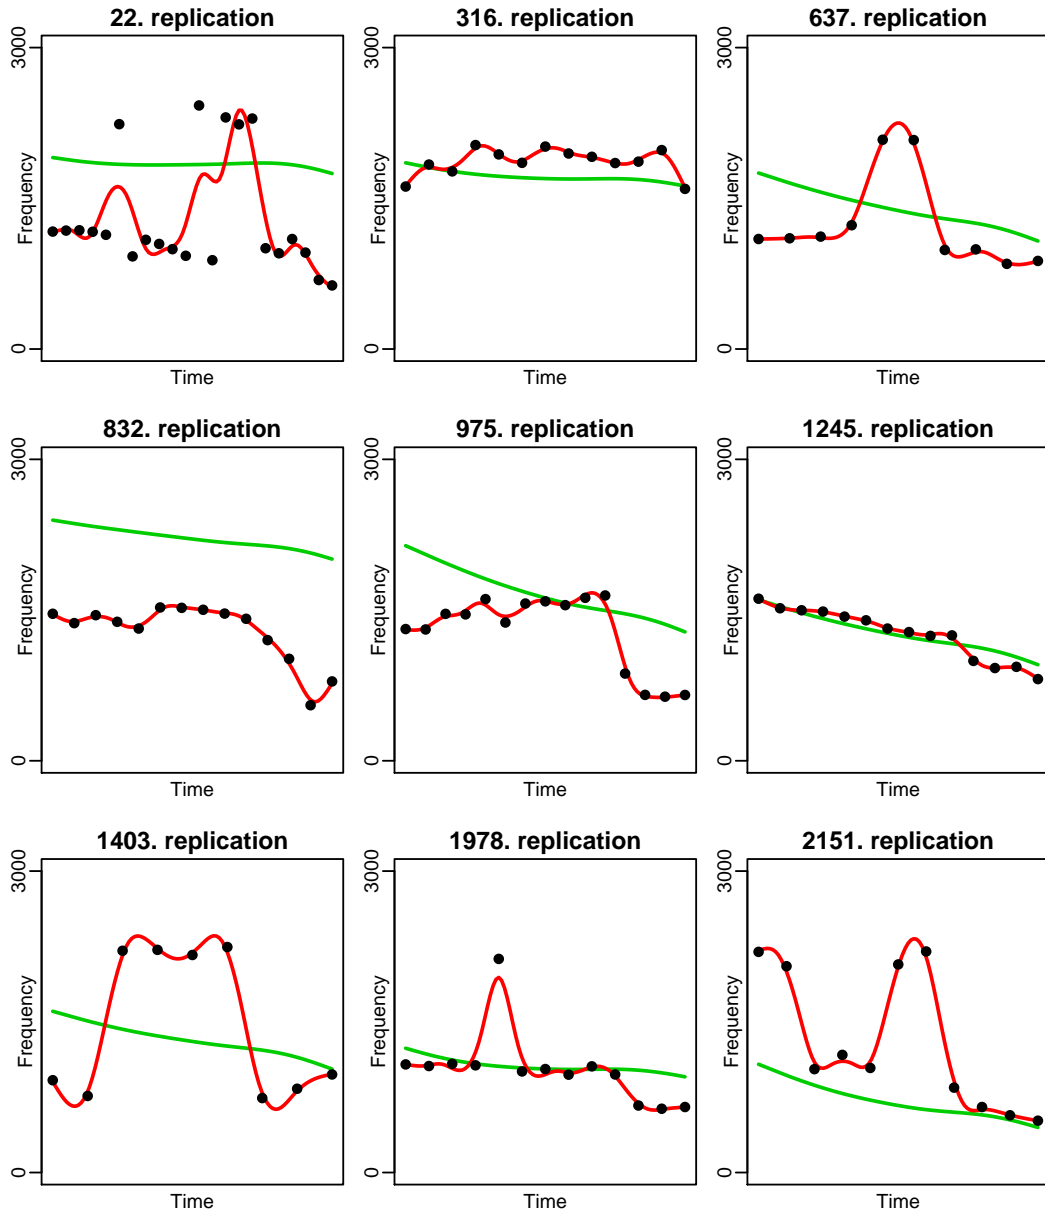 22. replication
316. replication
637. replication
3000
Frequency
0
Time
3000
Frequency
0
Time
3000
Frequency
0
Time
832. replication
975. replication
1245. replication
3000
Frequency
0
Time
3000
Frequency
0
Time
3000
Frequency
0
Time
1403. replication
1978. replication
2151. replication
3000
Frequency
0
Time
3000
Frequency
0
Time
3000
Frequency
0
Time